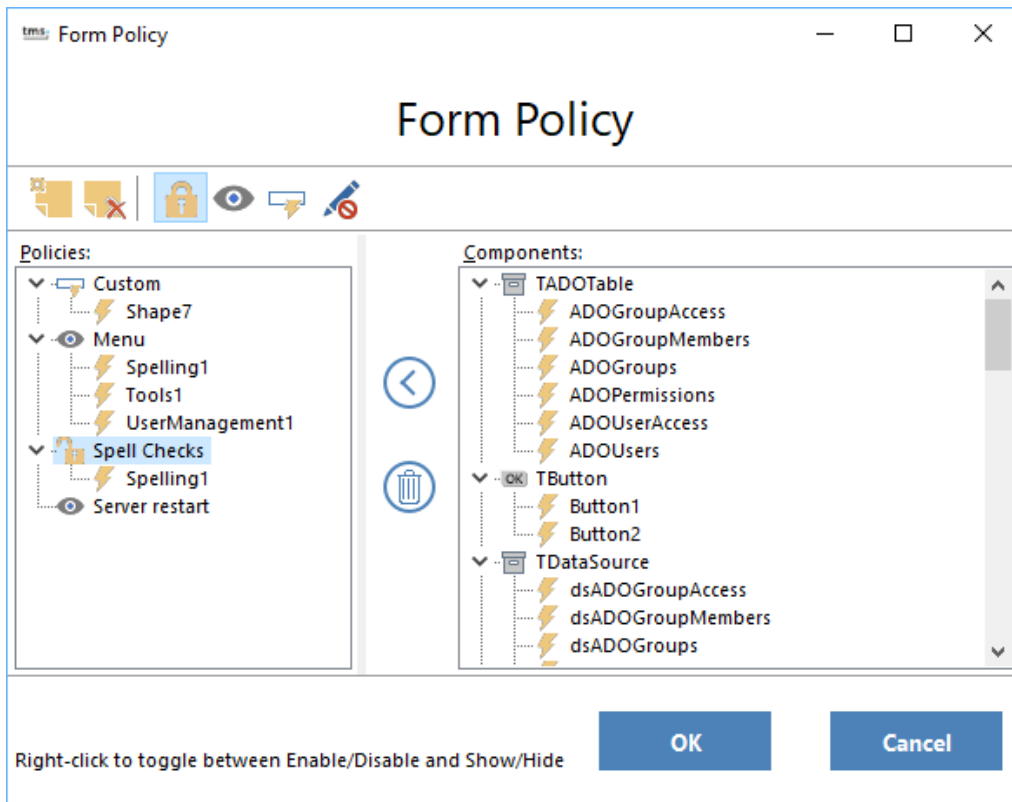 tms Form Policy
Form Policy
Policies:
Custom
Shape7
Menu
Spelling1
Tools1
UserManagement1
Spell Checks
Spelling1
Server restart
Components:
TADOTable
ADOGroupAccess
ADOGroupMembers
ADOGroups
ADOPermissions
ADOUserAccess
ADOUsers
OK TButton
Button1
Button2
TDataSource
dsADOGroupAccess
dsADOGroupMembers
dsADOGroups
Right-click to toggle between Enable/Disable and Show/Hide
OK
Cancel